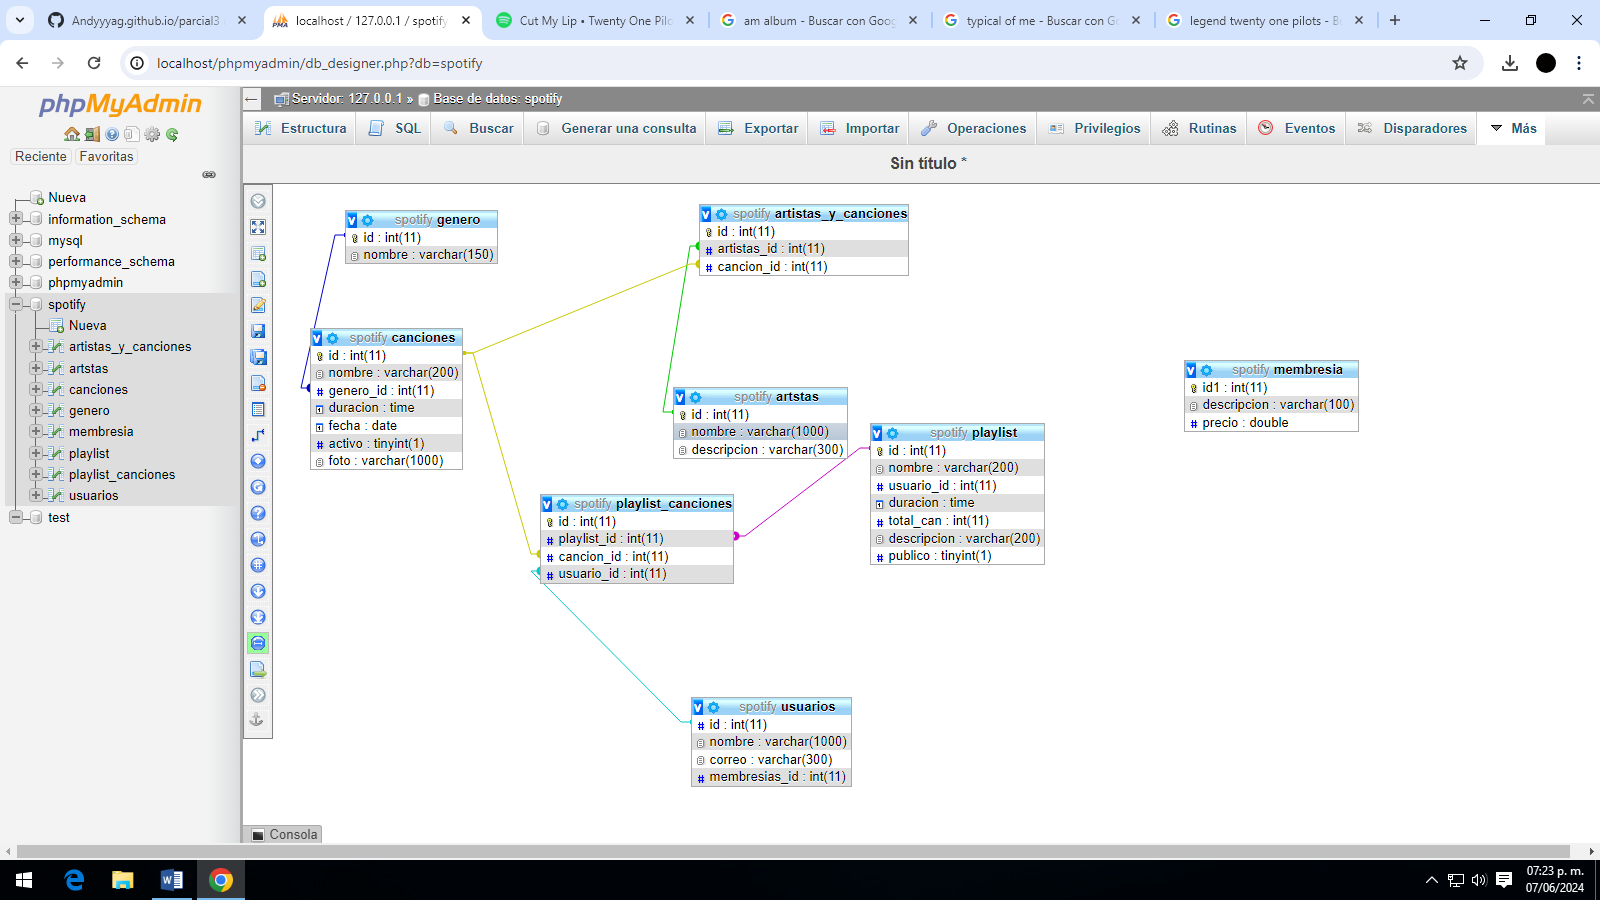 Andyyyag.github.io/parcial3
localhost / 127.0.0.1 / spotify
Cut My Lip • Twenty One Pilo
am album - Buscar con Goog
typical of me - Buscar con G
legend twenty one pilots - B
localhost/phpmyadmin/db_designer.php?db=spotify
phpMyAdmin
Reciente
Favoritas
Nueva
information_schema
mysql
performance_schema
phpmyadmin
spotify
Nueva
artistas_y_canciones
artstas
canciones
genero
membresia
playlist
playlist_canciones
usuarios
test
Servidor: 127.0.0.1 » Base de datos: spotify
Estructura
SQL
Buscar
Generar una consulta
Exportar
Importar
Operaciones
Privilegios
Rutinas
Eventos
Disparadores
Más
Sin título *
spotify genero
id : int(11)
nombre : varchar(150)
spotify artistas_y_canciones
id : int(11)
artistas_id : int(11)
cancion_id : int(11)
spotify canciones
id : int(11)
nombre : varchar(200)
genero_id : int(11)
duracion : time
fecha : date
activo : tinyint(1)
foto : varchar(1000)
spotify artstas
id : int(11)
nombre : varchar(1000)
descripcion : varchar(300)
spotify playlist
id : int(11)
nombre : varchar(200)
usuario_id : int(11)
duracion : time
total_can : int(11)
descripcion : varchar(200)
publico : tinyint(1)
spotify membresia
id1 : int(11)
descripcion : varchar(100)
precio : double
spotify playlist_canciones
id : int(11)
playlist_id : int(11)
cancion_id : int(11)
usuario_id : int(11)
spotify usuarios
id : int(11)
nombre : varchar(1000)
correo : varchar(300)
membresias_id : int(11)
Consola
07:23 p. m.
07/06/2024